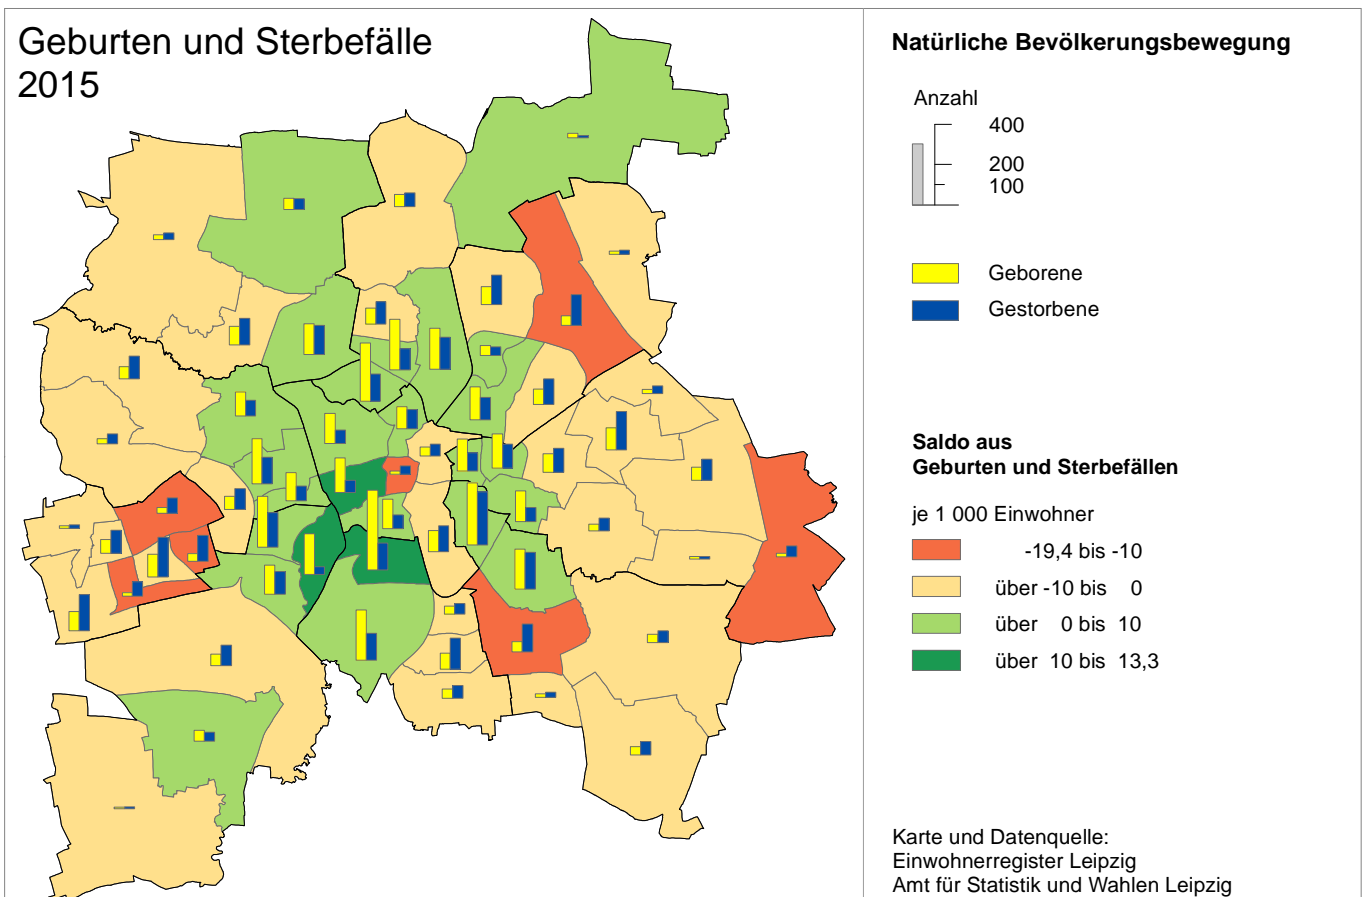 Geburten und Sterbefälle
2015
Natürliche Bevölkerungsbewegung
Anzahl
400
200
100
Geborene
Gestorbene
Saldo aus
Geburten und Sterbefällen
je 1 000 Einwohner
-19,4 bis -10
über -10 bis 0
über 0 bis 10
über 10 bis 13,3
Karte und Datenquelle:
Einwohnerregister Leipzig
Amt für Statistik und Wahlen Leipzig